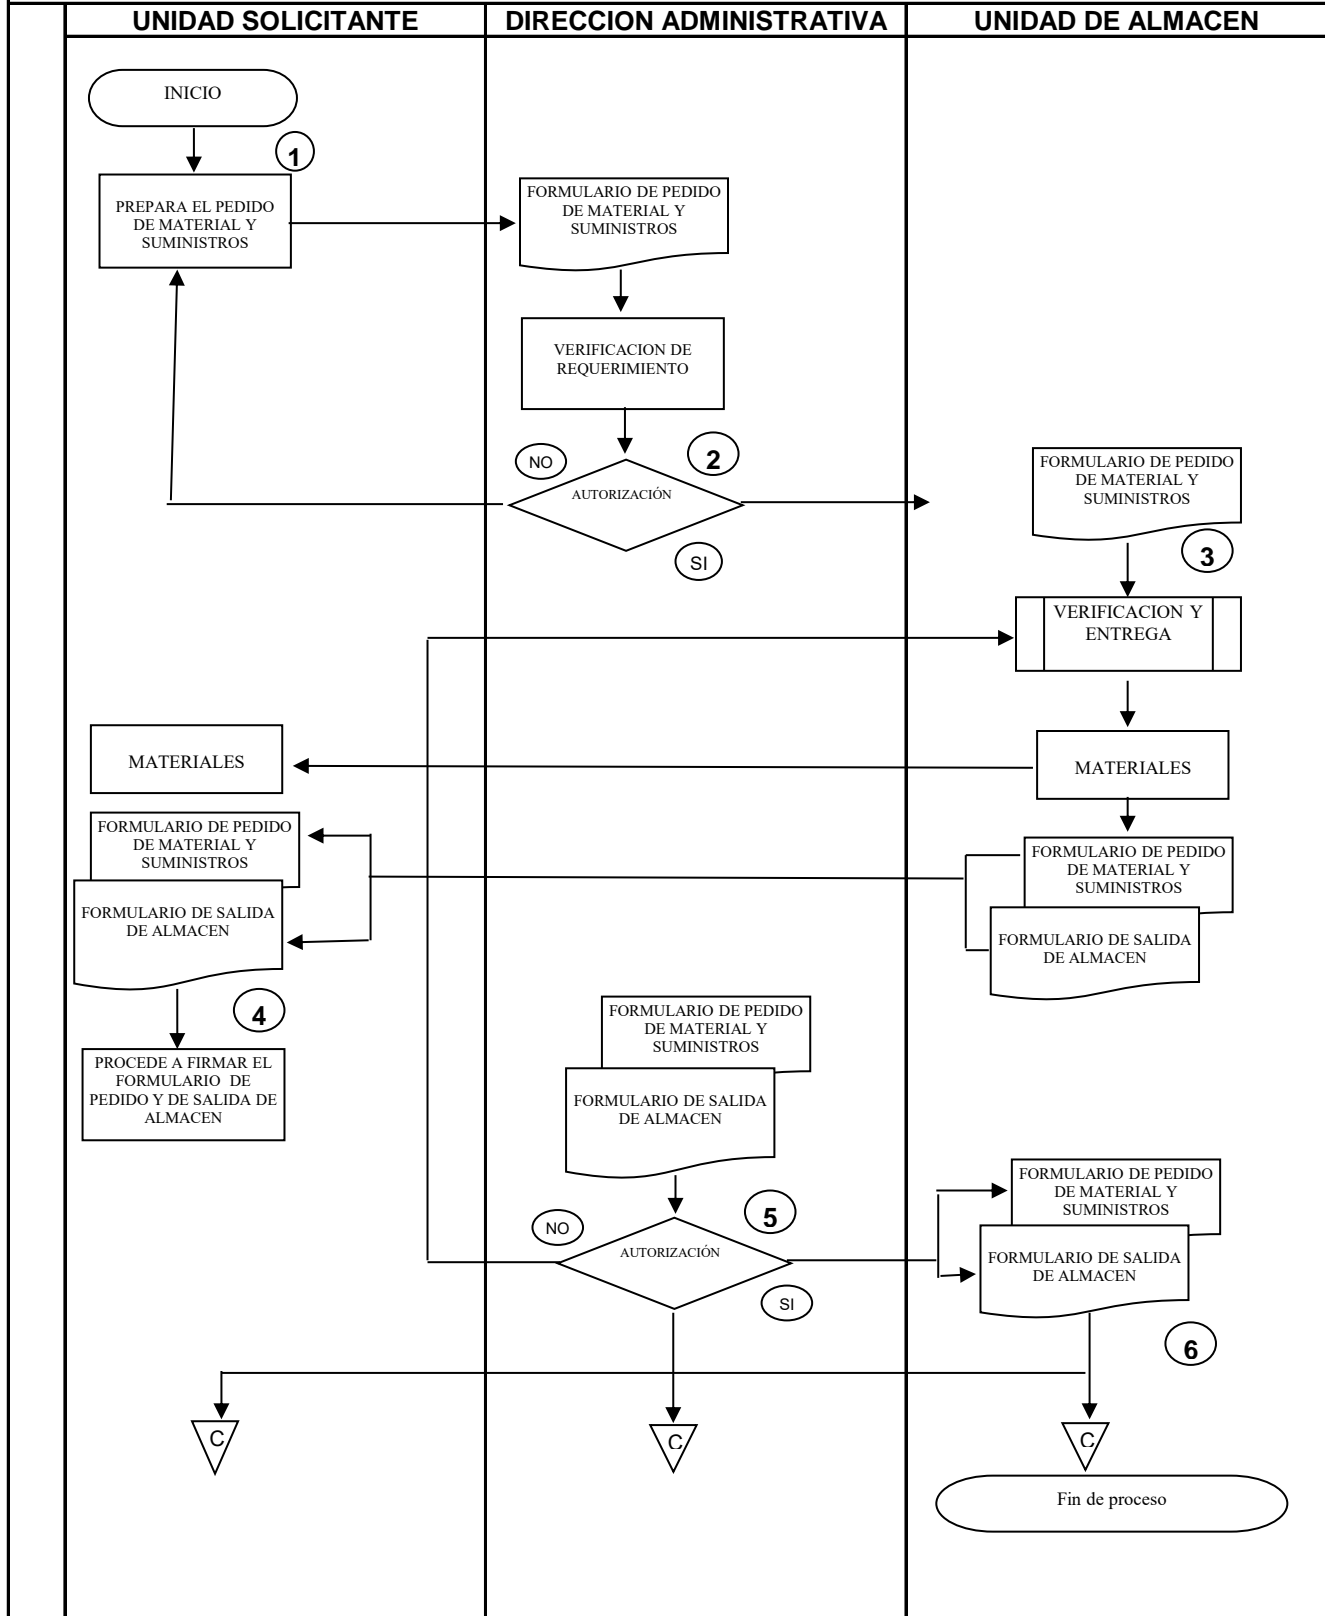 UNIDAD SOLICITANTE
DIRECCION ADMINISTRATIVA
UNIDAD DE ALMACEN
INICIO
1
PREPARA EL PEDIDO
DE MATERIAL Y
SUMINISTROS
FORMULARIO DE PEDIDO
DE MATERIAL Y
SUMINISTROS
VERIFICACION DE
REQUERIMIENTO
NO
2
AUTORIZACIÓN
SI
FORMULARIO DE PEDIDO
DE MATERIAL Y
SUMINISTROS
3
VERIFICACION Y
ENTREGA
MATERIALES
MATERIALES
FORMULARIO DE PEDIDO
DE MATERIAL Y
SUMINISTROS
FORMULARIO DE SALIDA
DE ALMACEN
FORMULARIO DE PEDIDO
DE MATERIAL Y
SUMINISTROS
FORMULARIO DE SALIDA
DE ALMACEN
4
PROCEDE A FIRMAR EL
FORMULARIO DE
PEDIDO Y DE SALIDA DE
ALMACEN
FORMULARIO DE PEDIDO
DE MATERIAL Y
SUMINISTROS
FORMULARIO DE SALIDA
DE ALMACEN
NO
5
AUTORIZACIÓN
SI
FORMULARIO DE PEDIDO
DE MATERIAL Y
SUMINISTROS
FORMULARIO DE SALIDA
DE ALMACEN
6
C
C
C
Fin de proceso